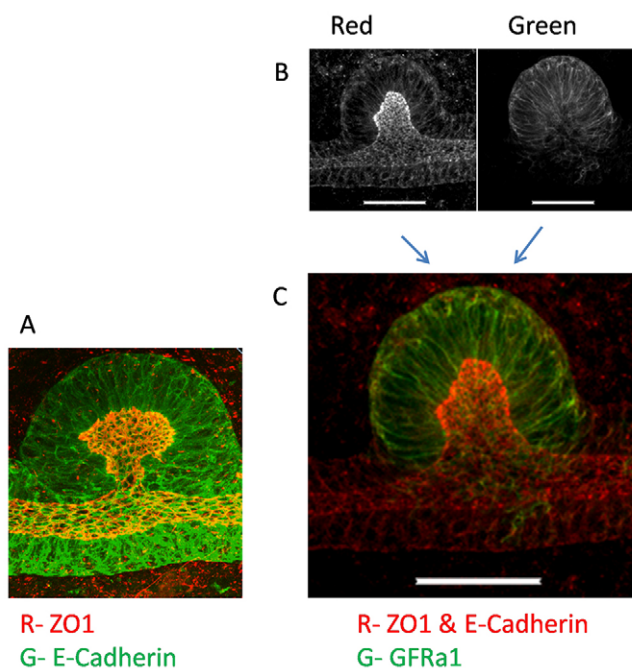 Red Green
B
C
A
R- ZO1
G- E-Cadherin
R- ZO1 & E-Cadherin
G- GFRa1